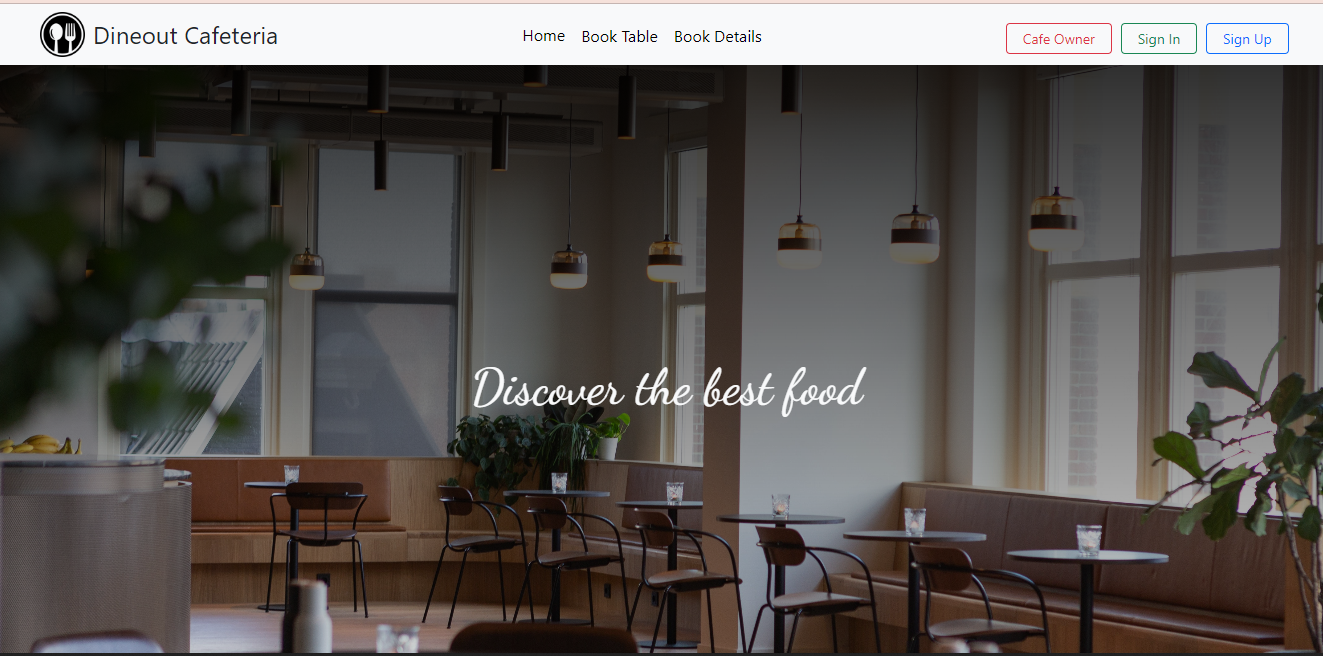 Dineout Cafeteria
Home Book Table Book Details
Cafe Owner Sign In Sign Up
Discover the best food